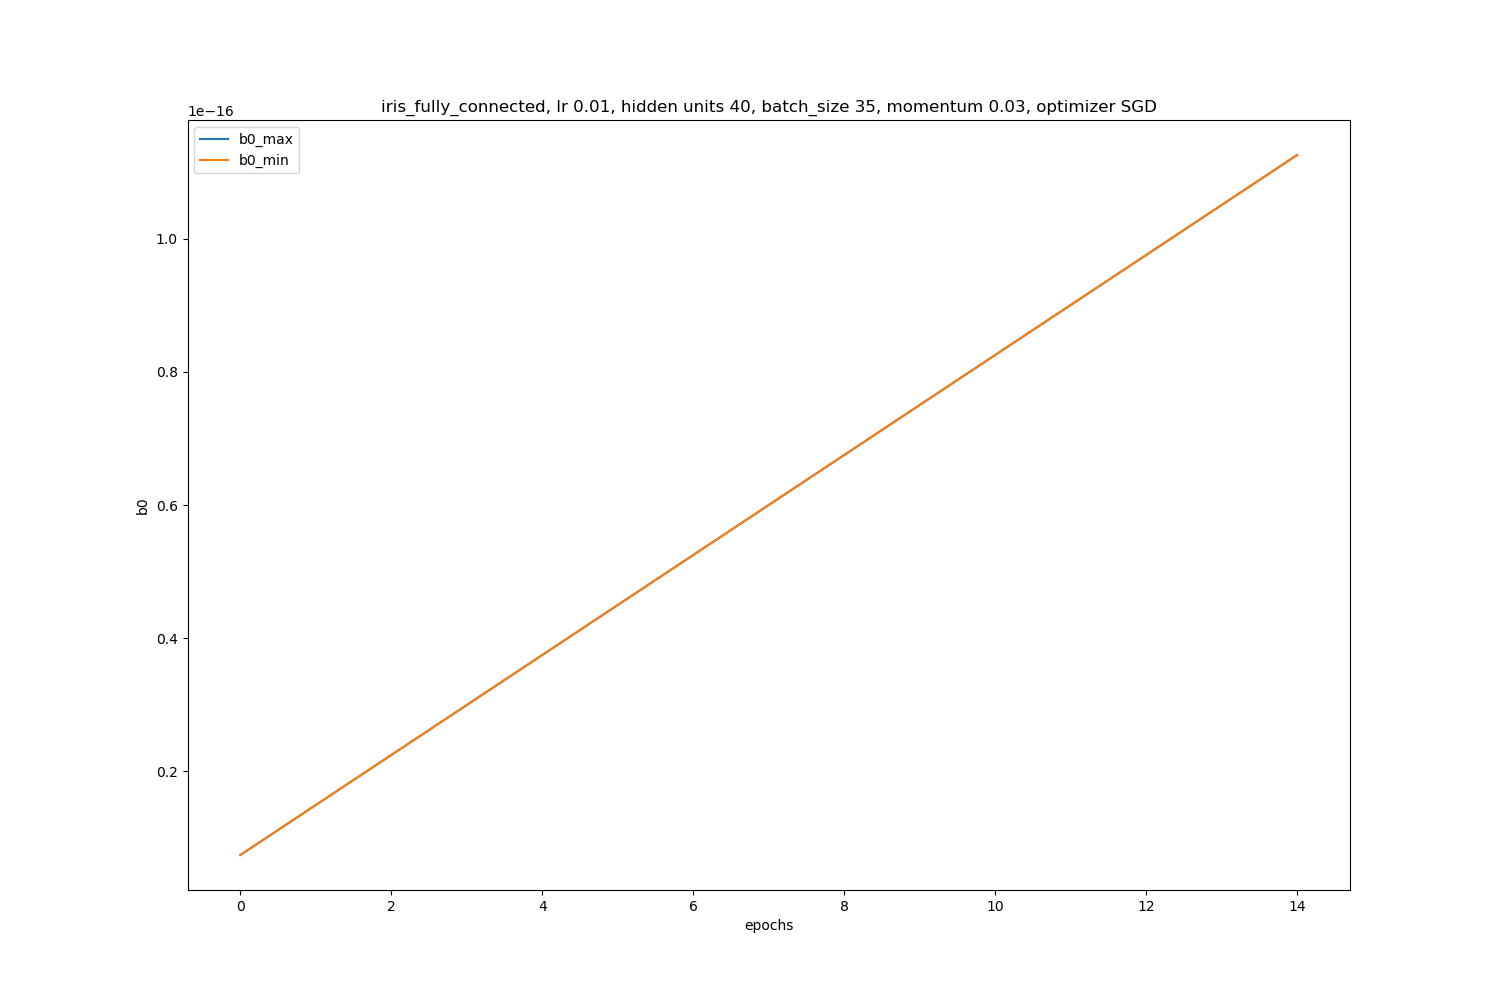 iris_fully_connected, lr 0.01, hidden units 40, batch_size 35, momentum 0.03, optimizer SGD
1e−16
b0_max
b0_min
1.0
0.8
0.6
0.4
0.2
b0
0 2 4 6 8 10 12 14
epochs